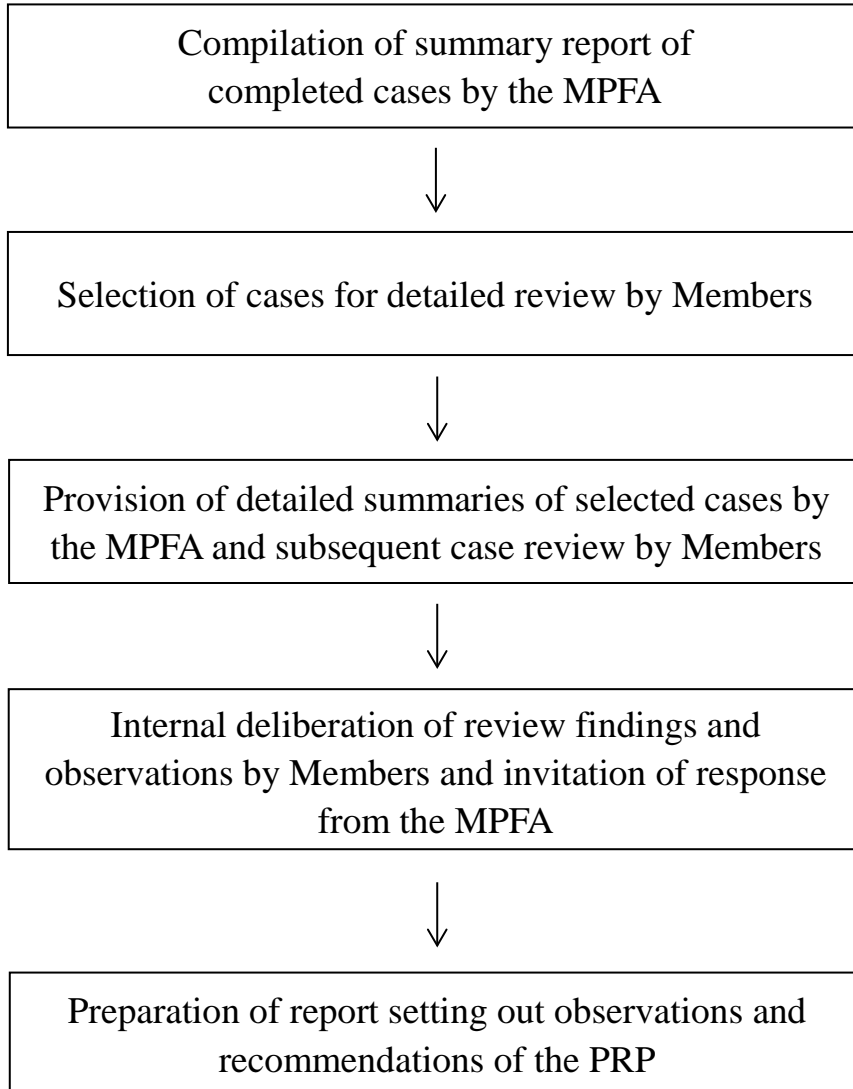 Compilation of summary report of
completed cases by the MPFA
Selection of cases for detailed review by Members
Provision of detailed summaries of selected cases by
the MPFA and subsequent case review by Members
Internal deliberation of review findings and
observations by Members and invitation of response
from the MPFA
Preparation of report setting out observations and
recommendations of the PRP